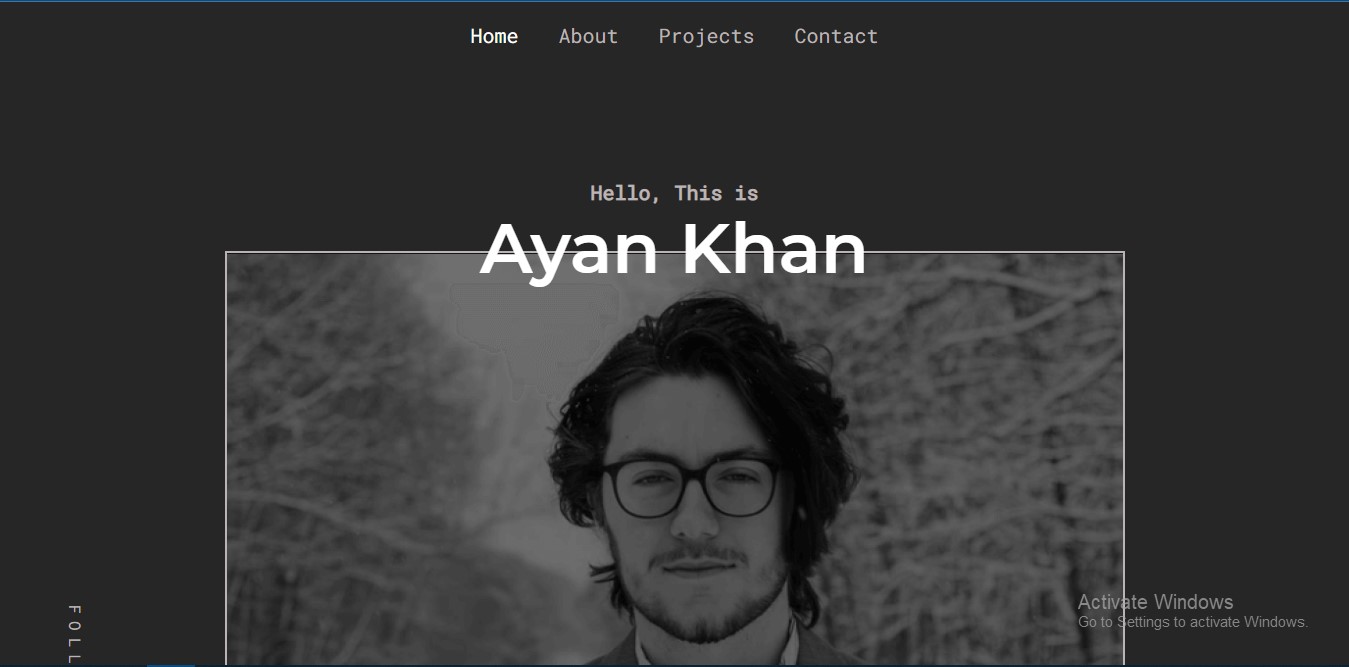 Home About Projects Contact
Hello, This is
Ayan Khan
FOLL
Activate Windows
Go to Settings to activate Windows.